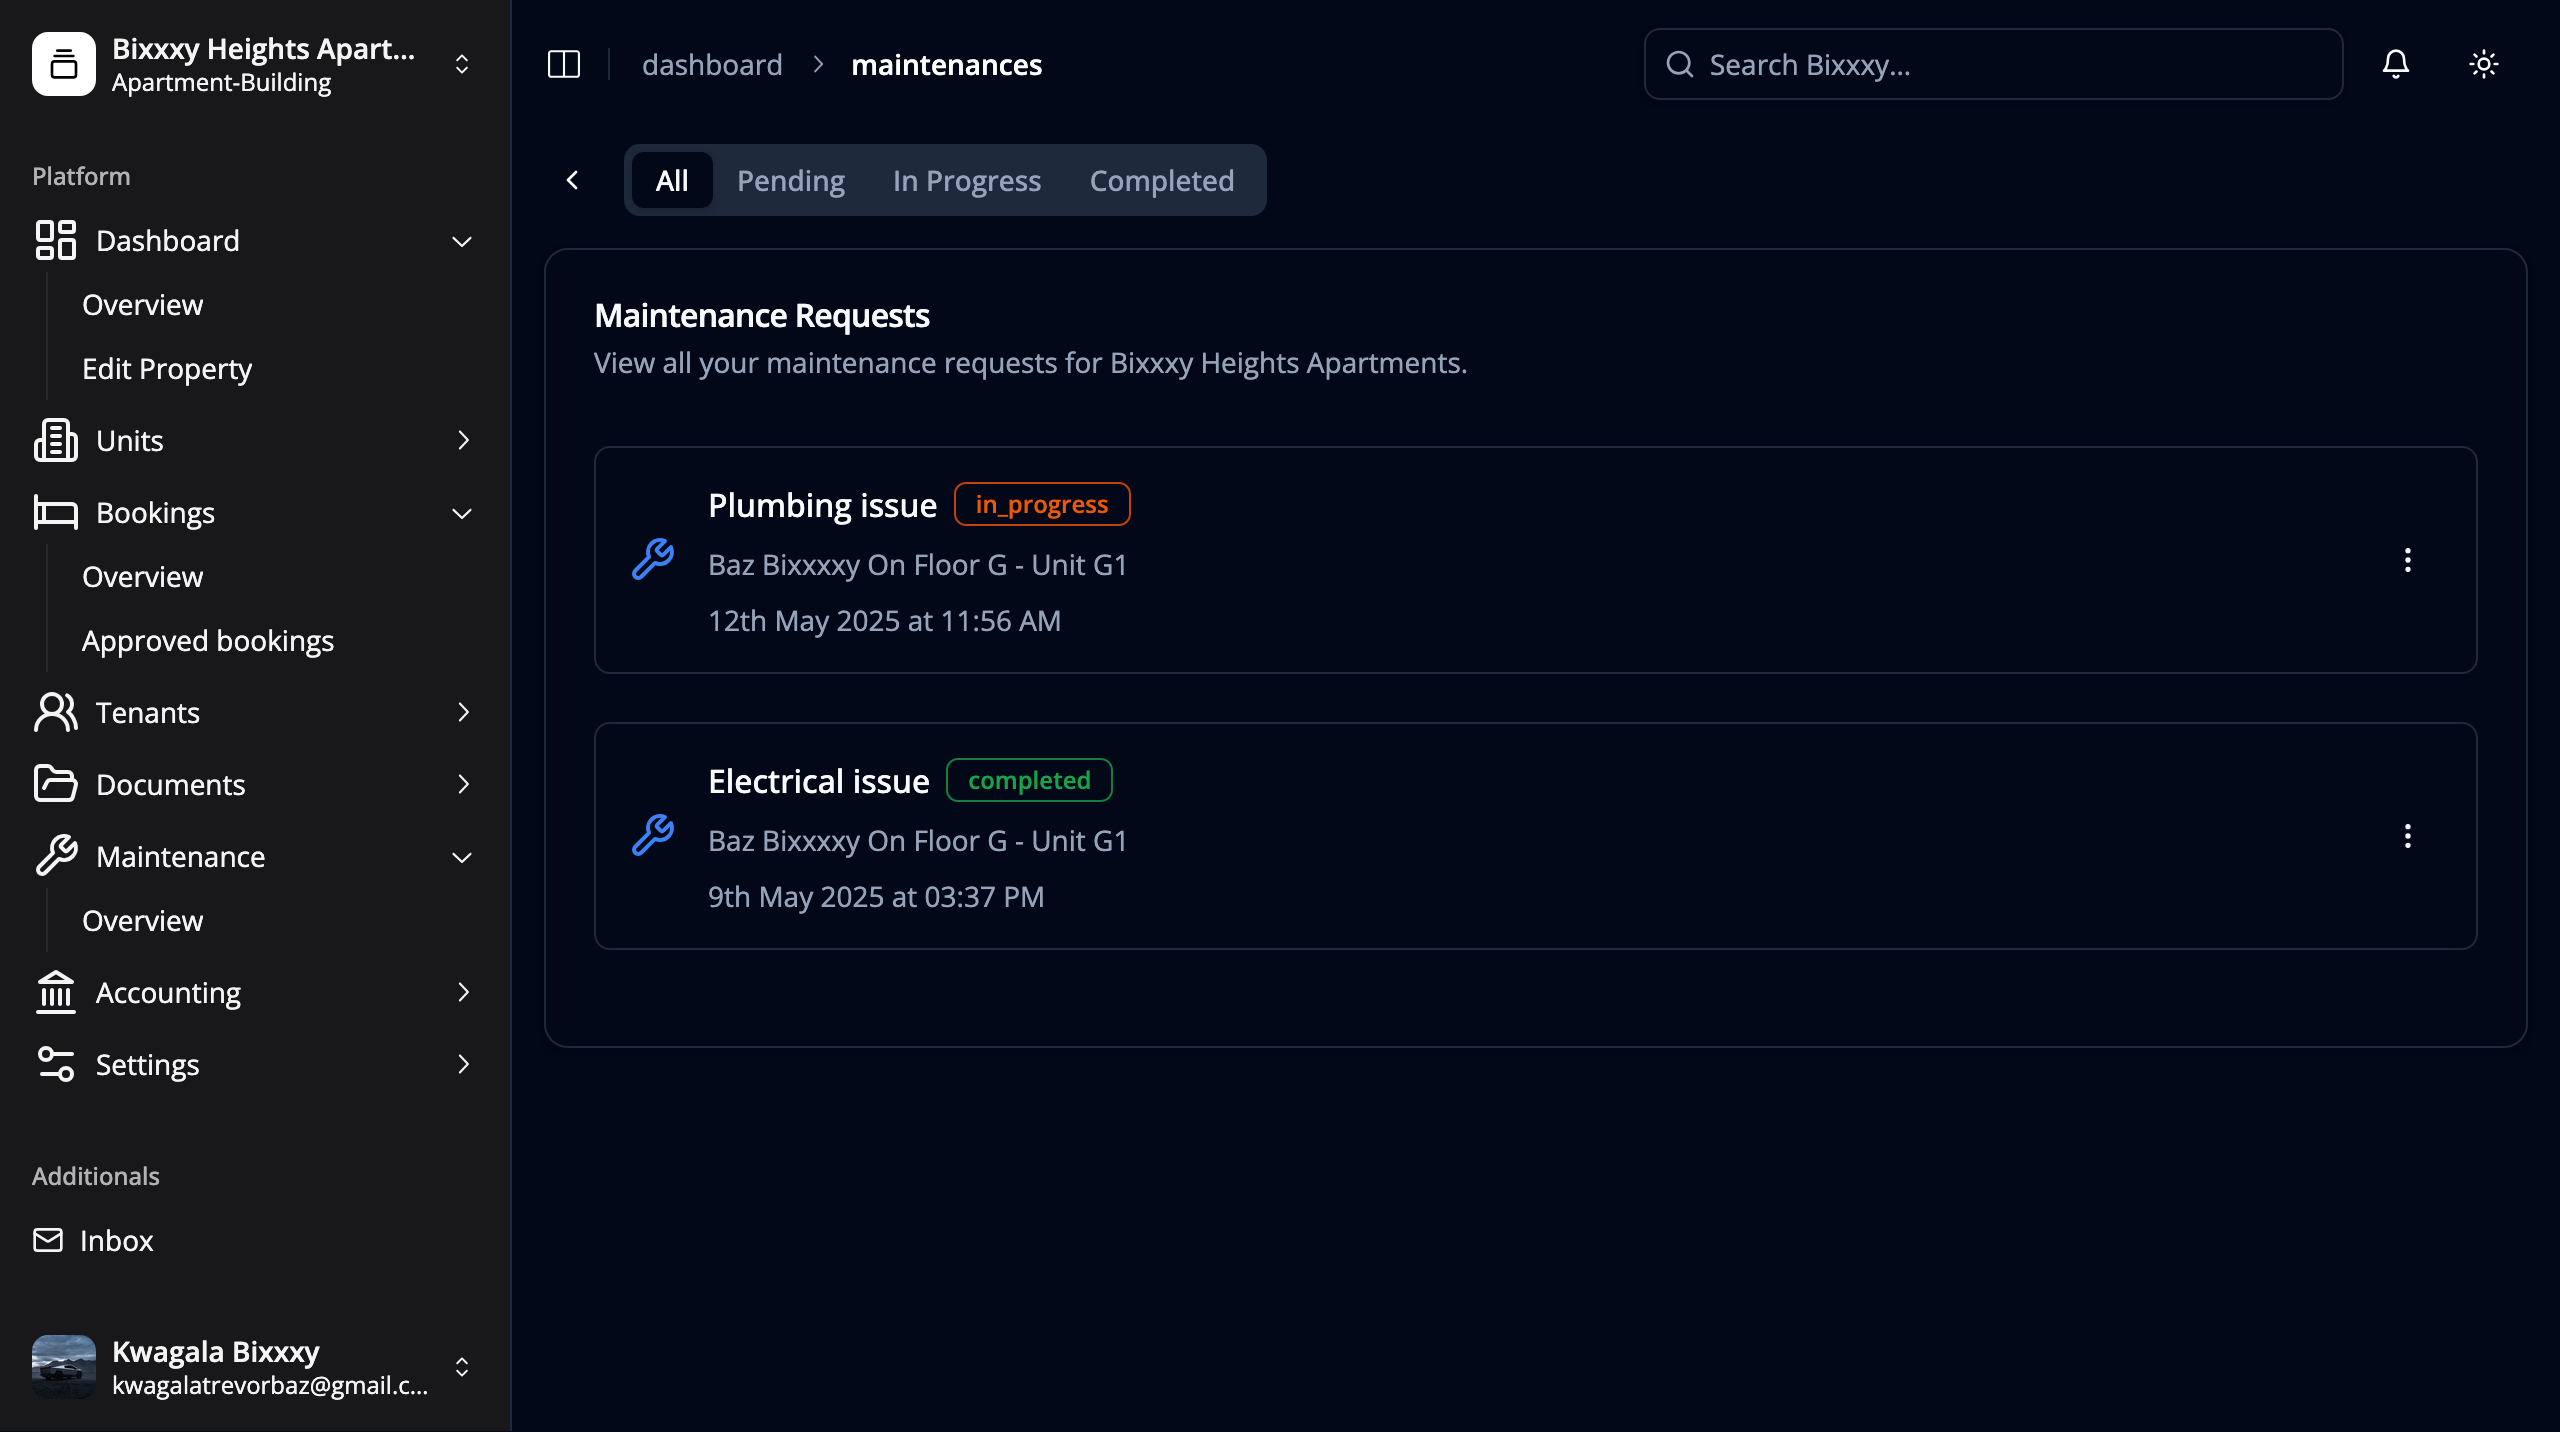 Bixxxy Heights Apart...
Apartment-Building
Platform
Dashboard
Overview
Edit Property
Units
Bookings
Overview
Approved bookings
Tenants
Documents
Maintenance
Overview
Accounting
Settings
Additionals
Inbox
Kwagala Bixxxy
kwagalatrevorbaz@gmail.c...
dashboard > maintenances
Search Bixxxy...
All Pending In Progress Completed
Maintenance Requests
View all your maintenance requests for Bixxxy Heights Apartments.
Plumbing issue in_progress
Baz Bixxxxy On Floor G - Unit G1
12th May 2025 at 11:56 AM
Electrical issue completed
Baz Bixxxxy On Floor G - Unit G1
9th May 2025 at 03:37 PM